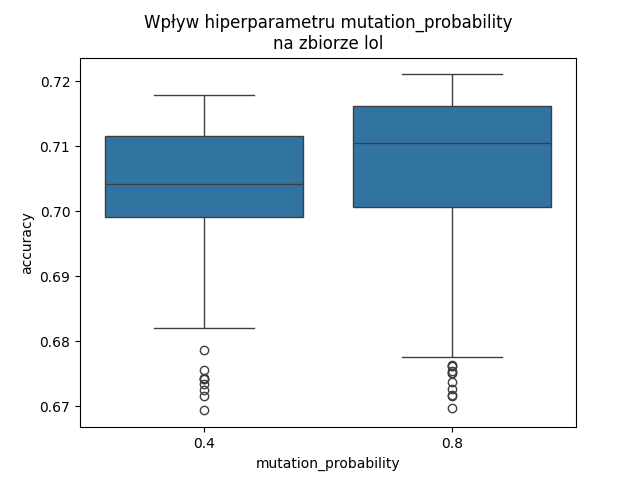 Wpływ hiperparametru mutation_probability
na zbiorze lol
accuracy
0.72
0.71
0.70
0.69
0.68
0.67
0.4 0.8
mutation_probability